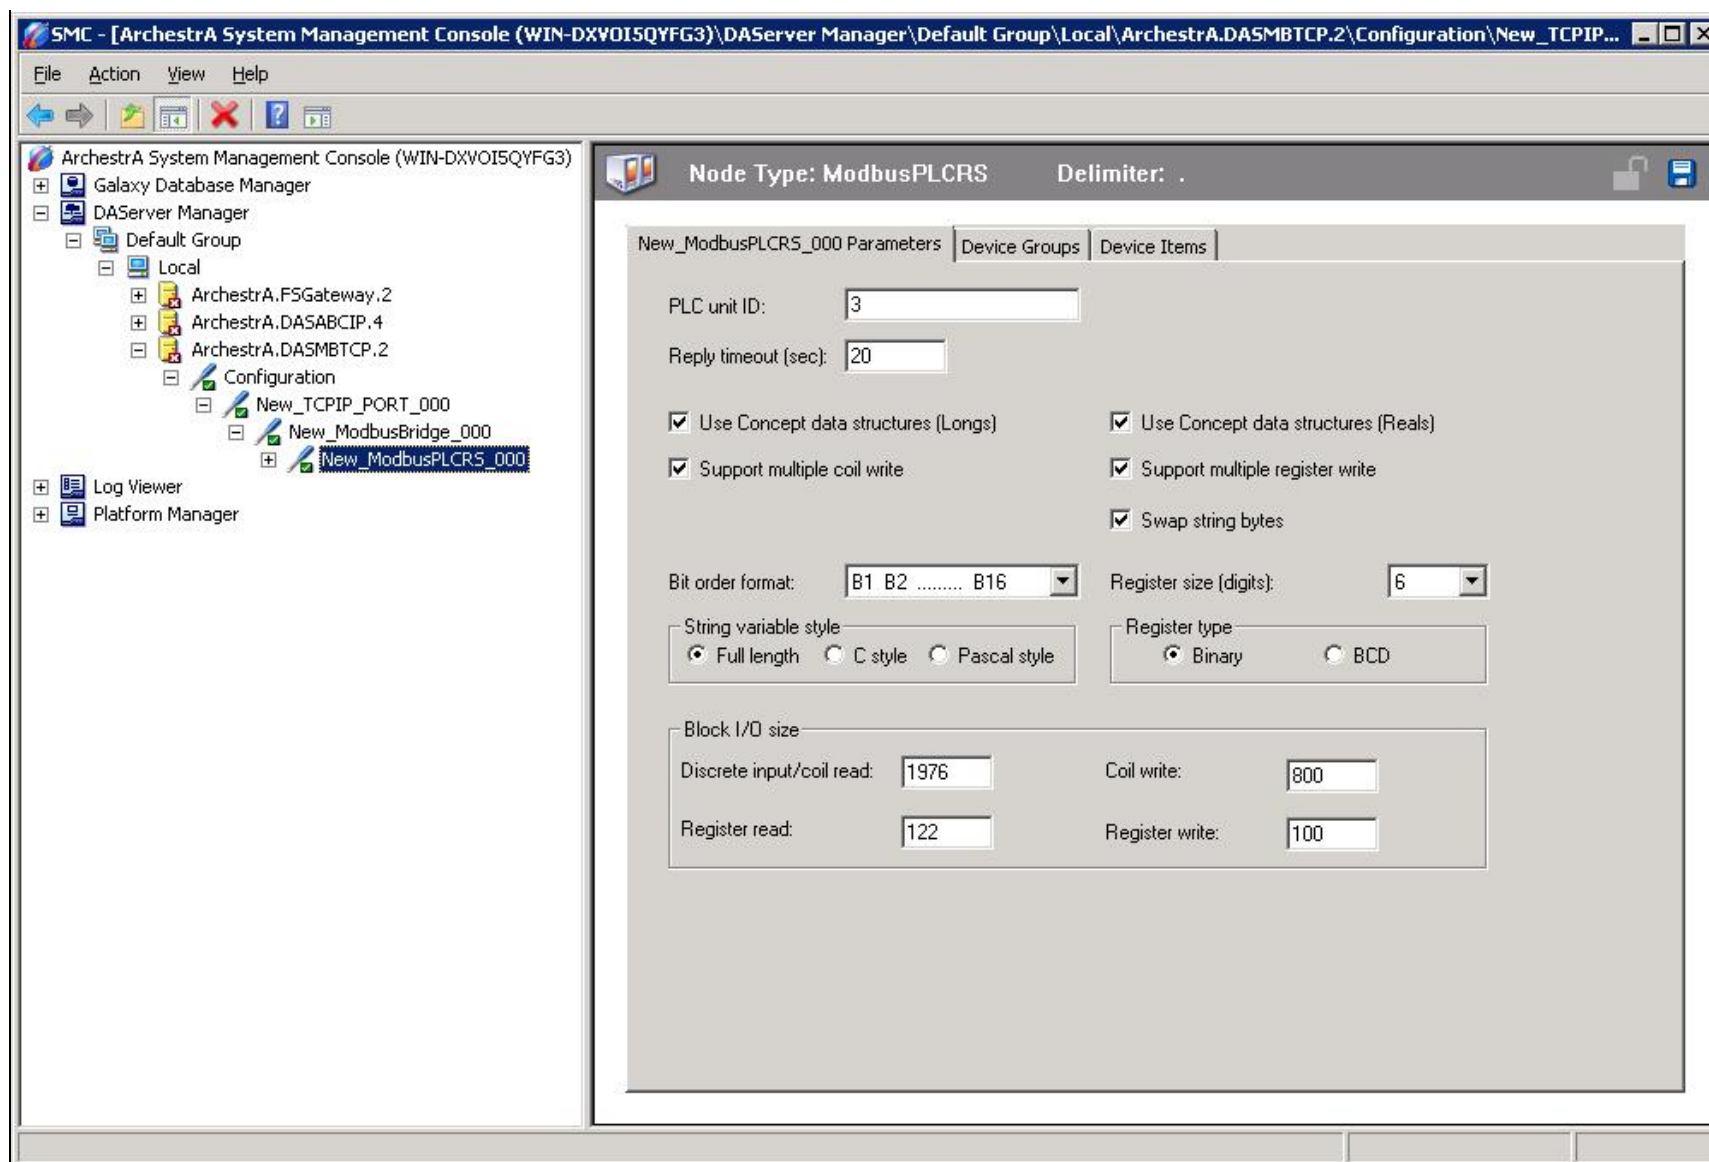 SMC - [ArchestrA System Management Console (WIN-DXVOI5QYFG3)\DAServer Manager\Default Group\Local\ArchestrA.DASMBTCP.2\Configuration\New_TCPIP...
File Action View Help
ArchestrA System Management Console (WIN-DXVOI5QYFG3)
Galaxy Database Manager
DAServer Manager
Default Group
Local
ArchestrA.FSGateway.2
ArchestrA.DASABCIP.4
ArchestrA.DASMBTCP.2
Configuration
New_TCPIP_PORT_000
New_ModbusBridge_000
New_ModbusPLCRS_000
Log Viewer
Platform Manager
Node Type: ModbusPLCRS Delimiter: .
New_ModbusPLCRS_000 Parameters Device Groups Device Items
PLC unit ID: 3
Reply timeout (sec): 20
Use Concept data structures (Longs) Use Concept data structures (Reals)
Support multiple coil write Support multiple register write
Swap string bytes
Bit order format: B1 B2 ......... B16 Register size (digits): 6
String variable style Register type
Full length C style Pascal style Binary BCD
Block I/O size
Discrete input/coil read: 1976 Coil write: 800
Register read: 122 Register write: 100